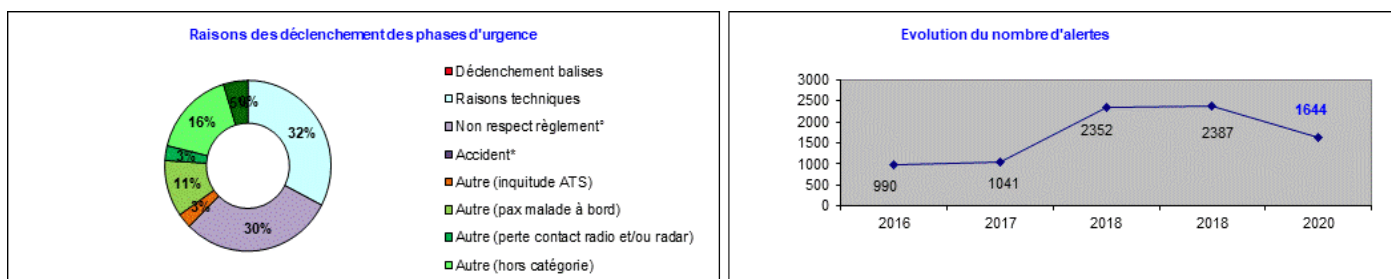 Raisons des déclenchement des phases d'urgence
0%
32%
30%
3%
11%
3%
16%
Déclenchement balises
Raisons techniques
Non respect règlement°
Accident*
Autre (inquitude ATS)
Autre (pax malade à bord)
Autre (perte contact radio et/ou radar)
Autre (hors catégorie)
Evolution du nombre d'alertes
3000
2500
2000
1500
1000
500
0
990
1041
2352
2387
1644
2016
2017
2018
2018
2020